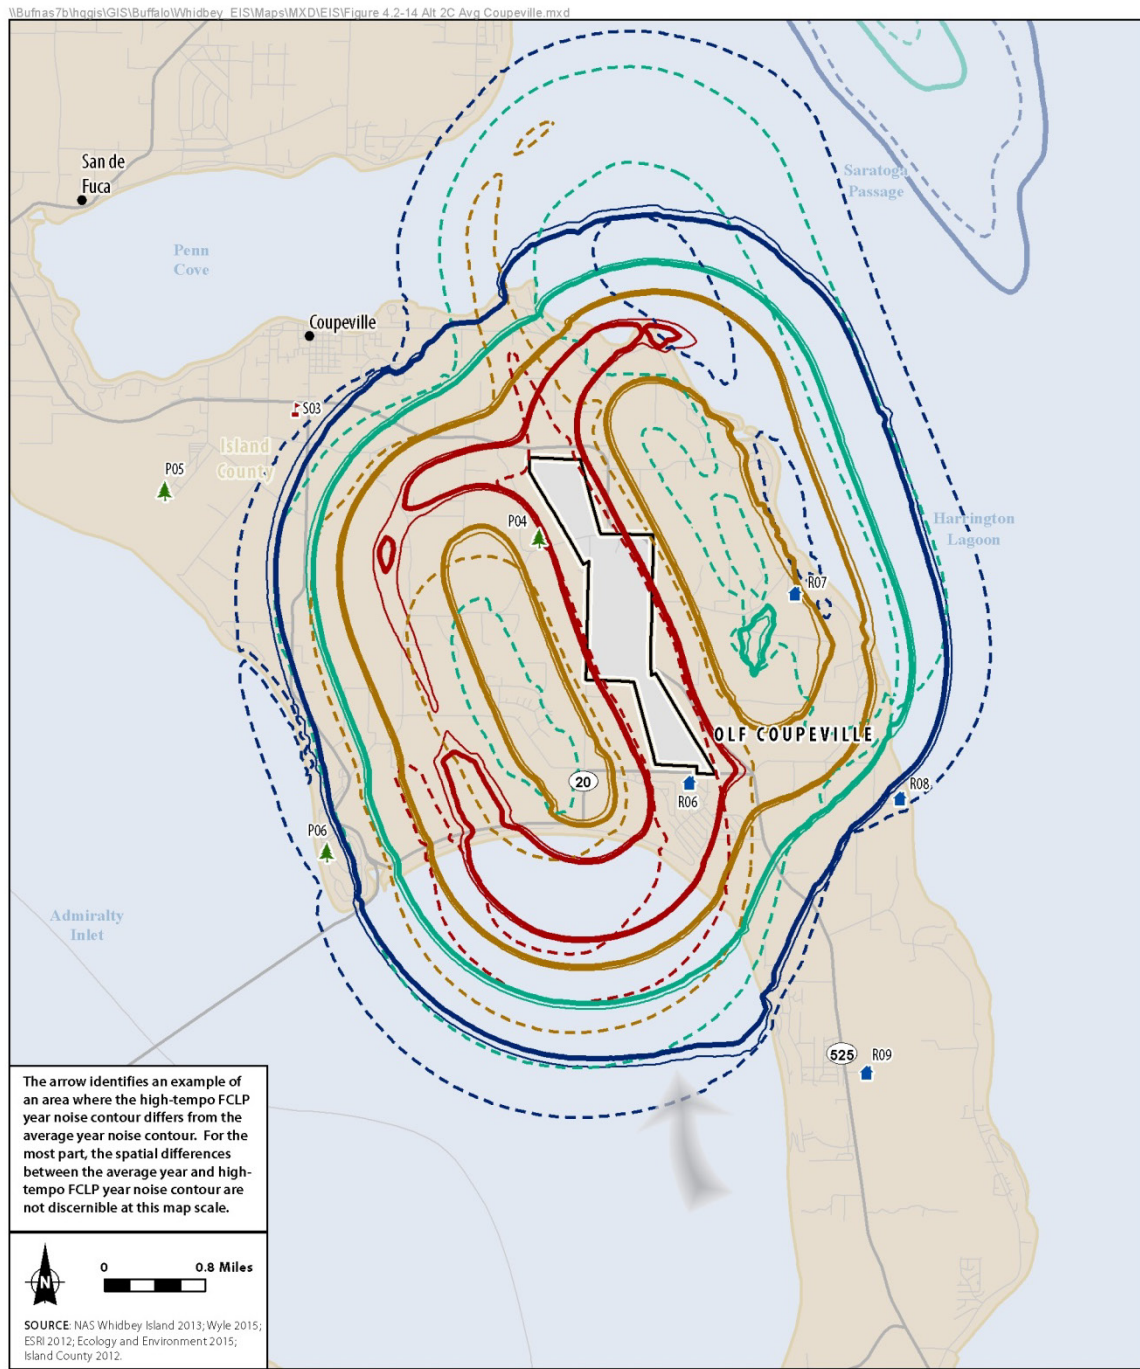 \\Bufnas7b\hqgis\GIS\Buffalo\Whidbey_EIS\Maps\MXD\EIS\Figure 4.2-14 Alt 2C Avg Coupeville.mxd
San de
Fuca
Saratoga
Passage
Penn
Cove
Coupeville
S03
Island
County
P05
P04
Harrington
Lagoon
R07
OLF COUPEVILLE
20
R06
R08
P06
Admiralty
Inlet
525
R09
The arrow identifies an example of
an area where the high-tempo FCLP
year noise contour differs from the
average year noise contour. For the
most part, the spatial differences
between the average year and high-
tempo FCLP year noise contour are
not discernible at this map scale.
N
0 0.8 Miles
SOURCE: NAS Whidbey Island 2013; Wyle 2015;
ESRI 2012; Ecology and Environment 2015;
Island County 2012.